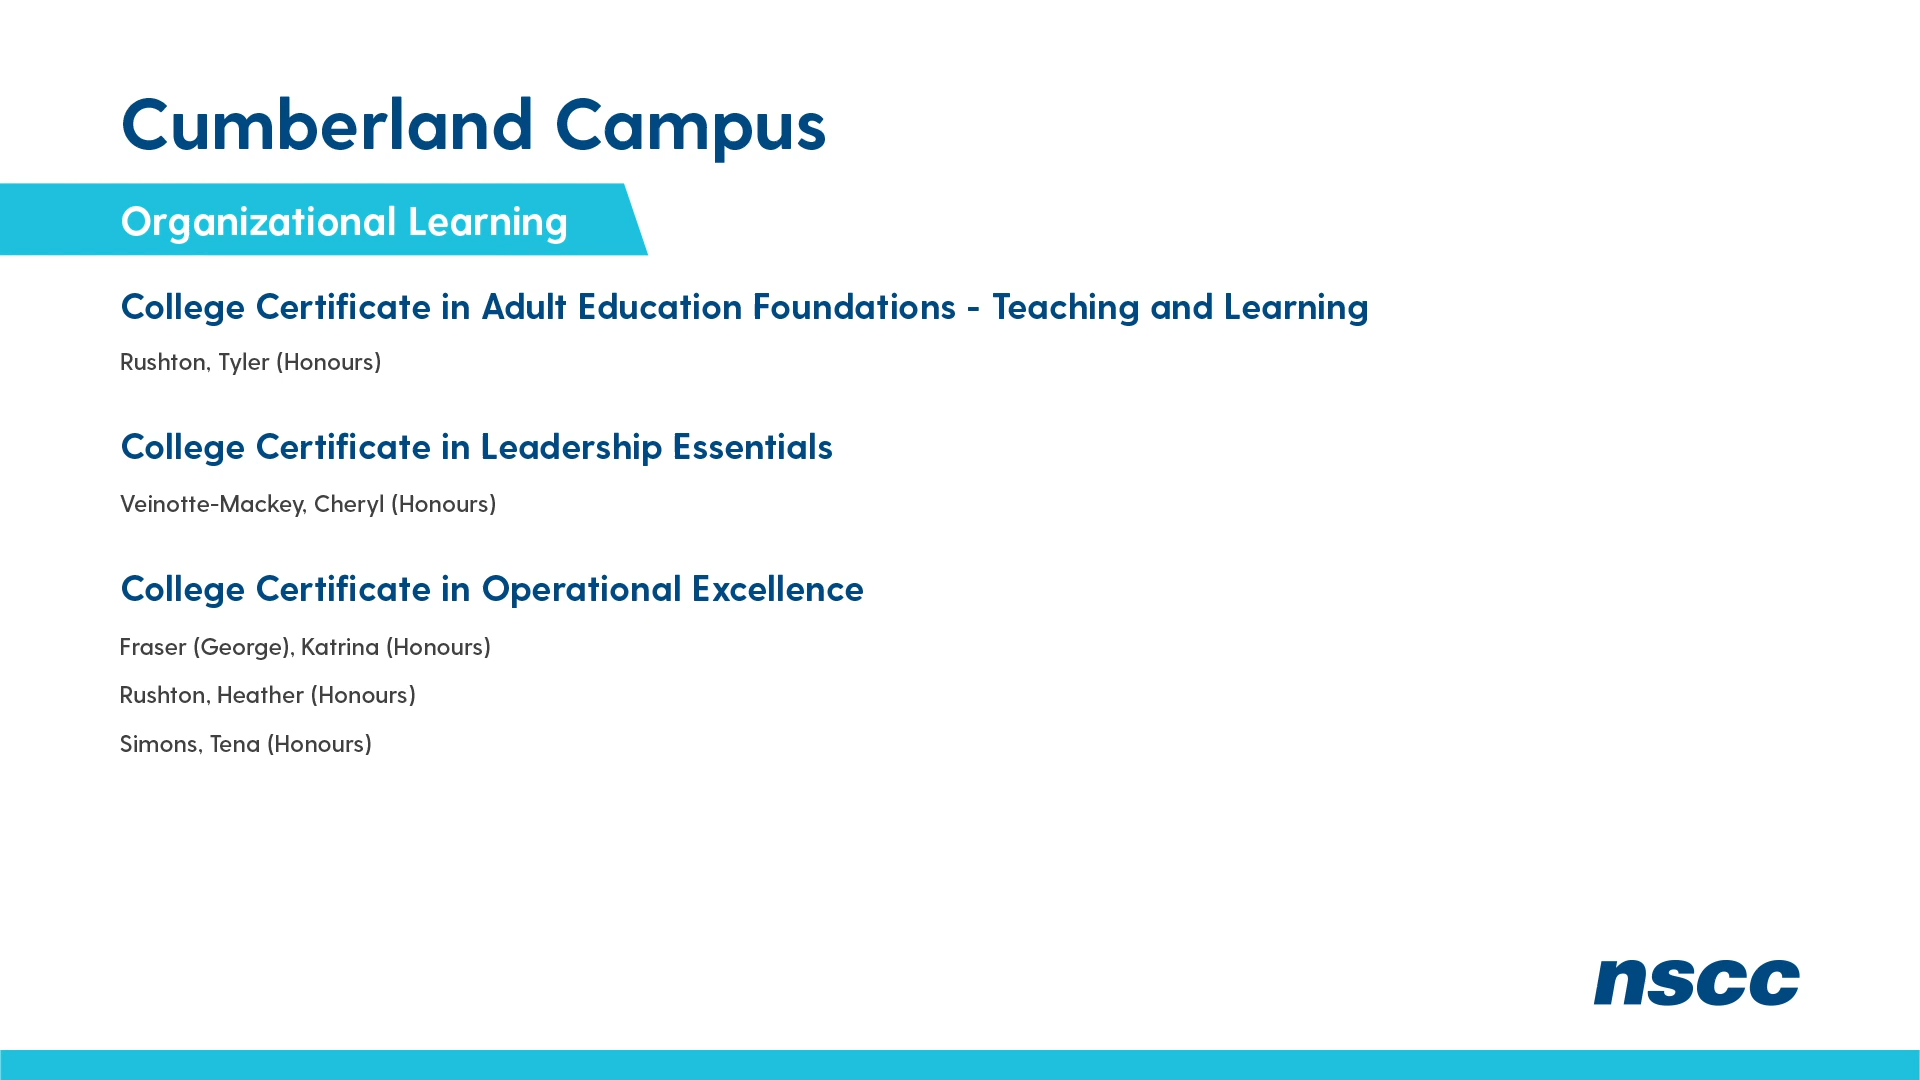 Cumberland Campus
Organizational Learning
College Certificate in Adult Education Foundations - Teaching and Learning
Rushton, Tyler (Honours)
College Certificate in Leadership Essentials
Veinotte-Mackey, Cheryl (Honours)
College Certificate in Operational Excellence
Fraser (George), Katrina (Honours)
Rushton, Heather (Honours)
Simons, Tena (Honours)
nscc